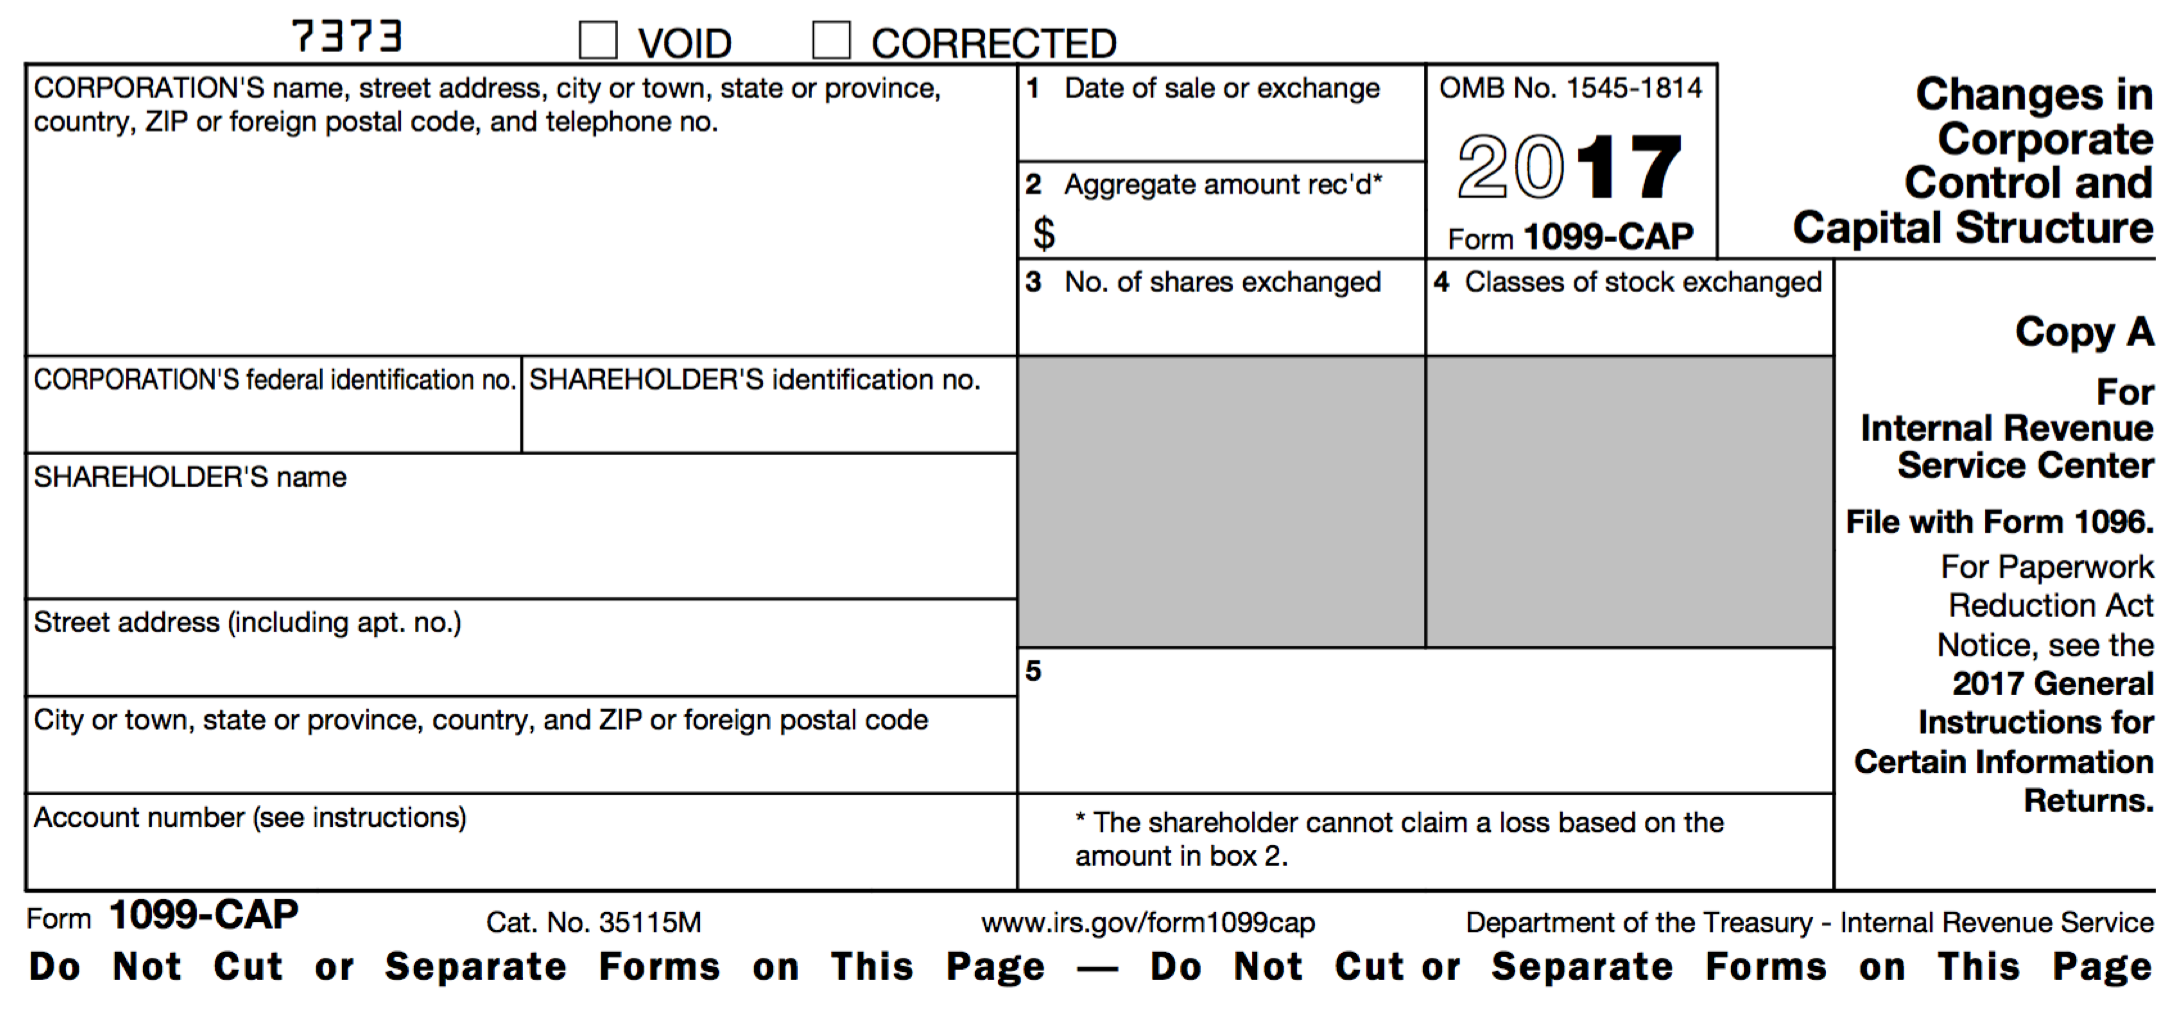 7373
VOID
CORRECTED
CORPORATION'S name, street address, city or town, state or province,
country, ZIP or foreign postal code, and telephone no.
1 Date of sale or exchange
2 Aggregate amount rec'd*
$
OMB No. 1545-1814
2017
Form 1099-CAP
Changes in
Corporate
Control and
Capital Structure
3 No. of shares exchanged
4 Classes of stock exchanged
Copy A
For
Internal Revenue
Service Center
File with Form 1096.
For Paperwork
Reduction Act
Notice, see the
2017 General
Instructions for
Certain Information
Returns.
CORPORATION'S federal identification no.
SHAREHOLDER'S identification no.
SHAREHOLDER'S name
Street address (including apt. no.)
5
City or town, state or province, country, and ZIP or foreign postal code
Account number (see instructions)
* The shareholder cannot claim a loss based on the
amount in box 2.
Form 1099-CAP
Cat. No. 35115M
www.irs.gov/form1099cap
Department of the Treasury - Internal Revenue Service
Do Not Cut or Separate Forms on This Page — Do Not Cut or Separate Forms on This Page